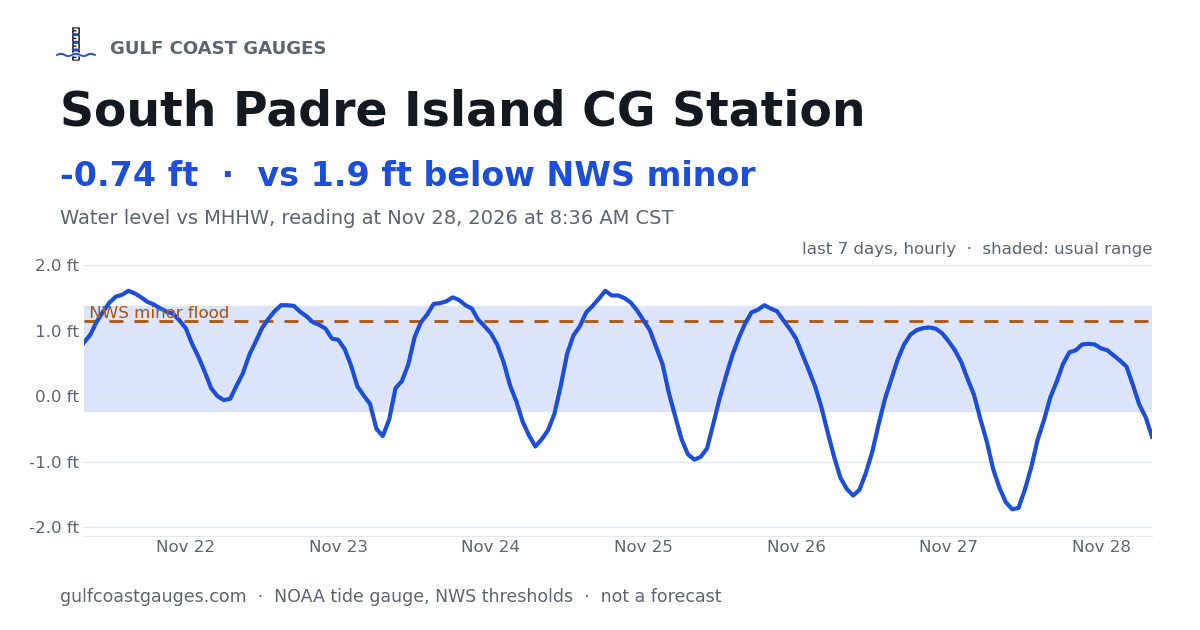 GULF COAST GAUGES
South Padre Island CG Station
-0.74 ft · vs 1.9 ft below NWS minor
Water level vs MHHW, reading at Nov 28, 2026 at 8:36 AM CST
last 7 days, hourly · shaded: usual range
2.0 ft
NWS minor flood
1.0 ft
0.0 ft
-1.0 ft
-2.0 ft
Nov 22 Nov 23 Nov 24 Nov 25 Nov 26 Nov 27 Nov 28
gulfcoastgauges.com · NOAA tide gauge, NWS thresholds · not a forecast